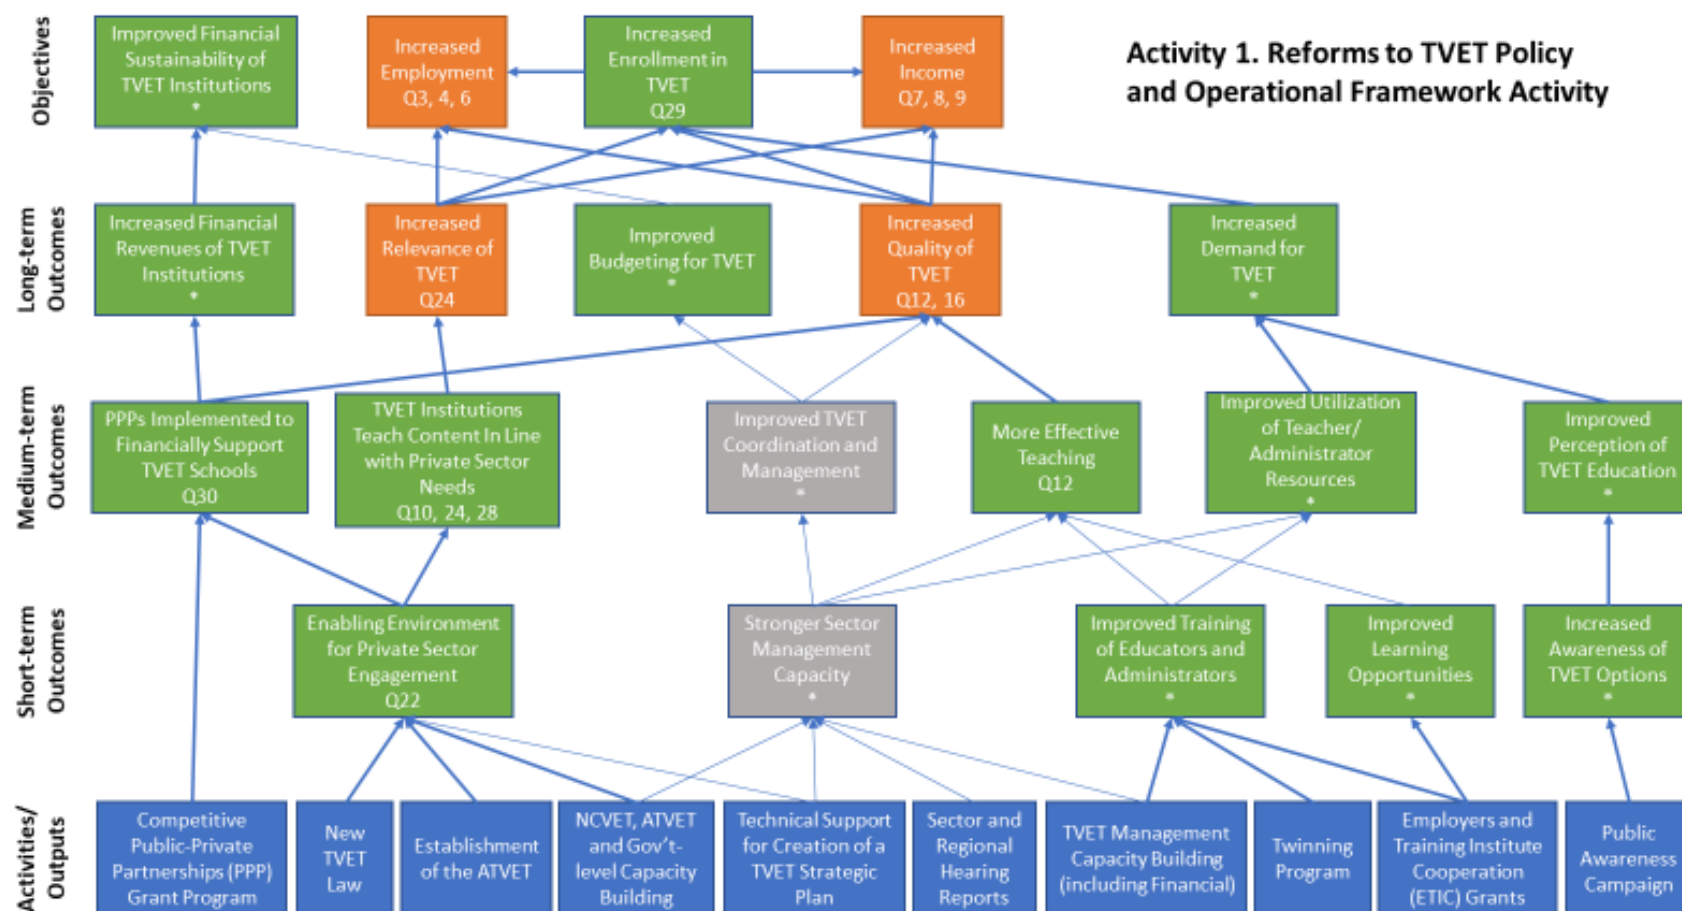 Activity 1. Reforms to TVET Policy
and Operational Framework Activity
Objectives
Improved Financial
Sustainability of
TVET Institutions
*
Increased
Employment
Q3, 4, 6
Increased
Enrollment in
TVET
Q29
Increased
Income
Q7, 8, 9
Long-term
Outcomes
Increased Financial
Revenues of TVET
Institutions
*
Increased
Relevance of
TVET
Q24
Improved
Budgeting for TVET
*
Increased
Quality of
TVET
Q12, 16
Increased
Demand for
TVET
*
Medium-term
Outcomes
PPPs Implemented to
Financially Support
TVET Schools
Q30
TVET Institutions
Teach Content In Line
with Private Sector
Needs
Q10, 24, 28
Improved TVET
Coordination and
Management
*
More Effective
Teaching
Q12
Improved Utilization
of Teacher/
Administrator
Resources
*
Improved
Perception of
TVET Education
*
Short-term
Outcomes
Enabling Environment
for Private Sector
Engagement
Q22
Stronger Sector
Management
Capacity
*
Improved Training
of Educators and
Administrators
*
Improved
Learning
Opportunities
*
Increased
Awareness of
TVET Options
*
Activities/
Outputs
Competitive
Public-Private
Partnerships (PPP)
Grant Program
New
TVET
Law
Establishment
of the ATVET
NCVET, ATVET
and Gov't-
level Capacity
Building
Technical Support
for Creation of a
TVET Strategic
Plan
Sector and
Regional
Hearing
Reports
TVET Management
Capacity Building
(including Financial)
Twinning
Program
Employers and
Training Institute
Cooperation
(ETIC) Grants
Public
Awareness
Campaign